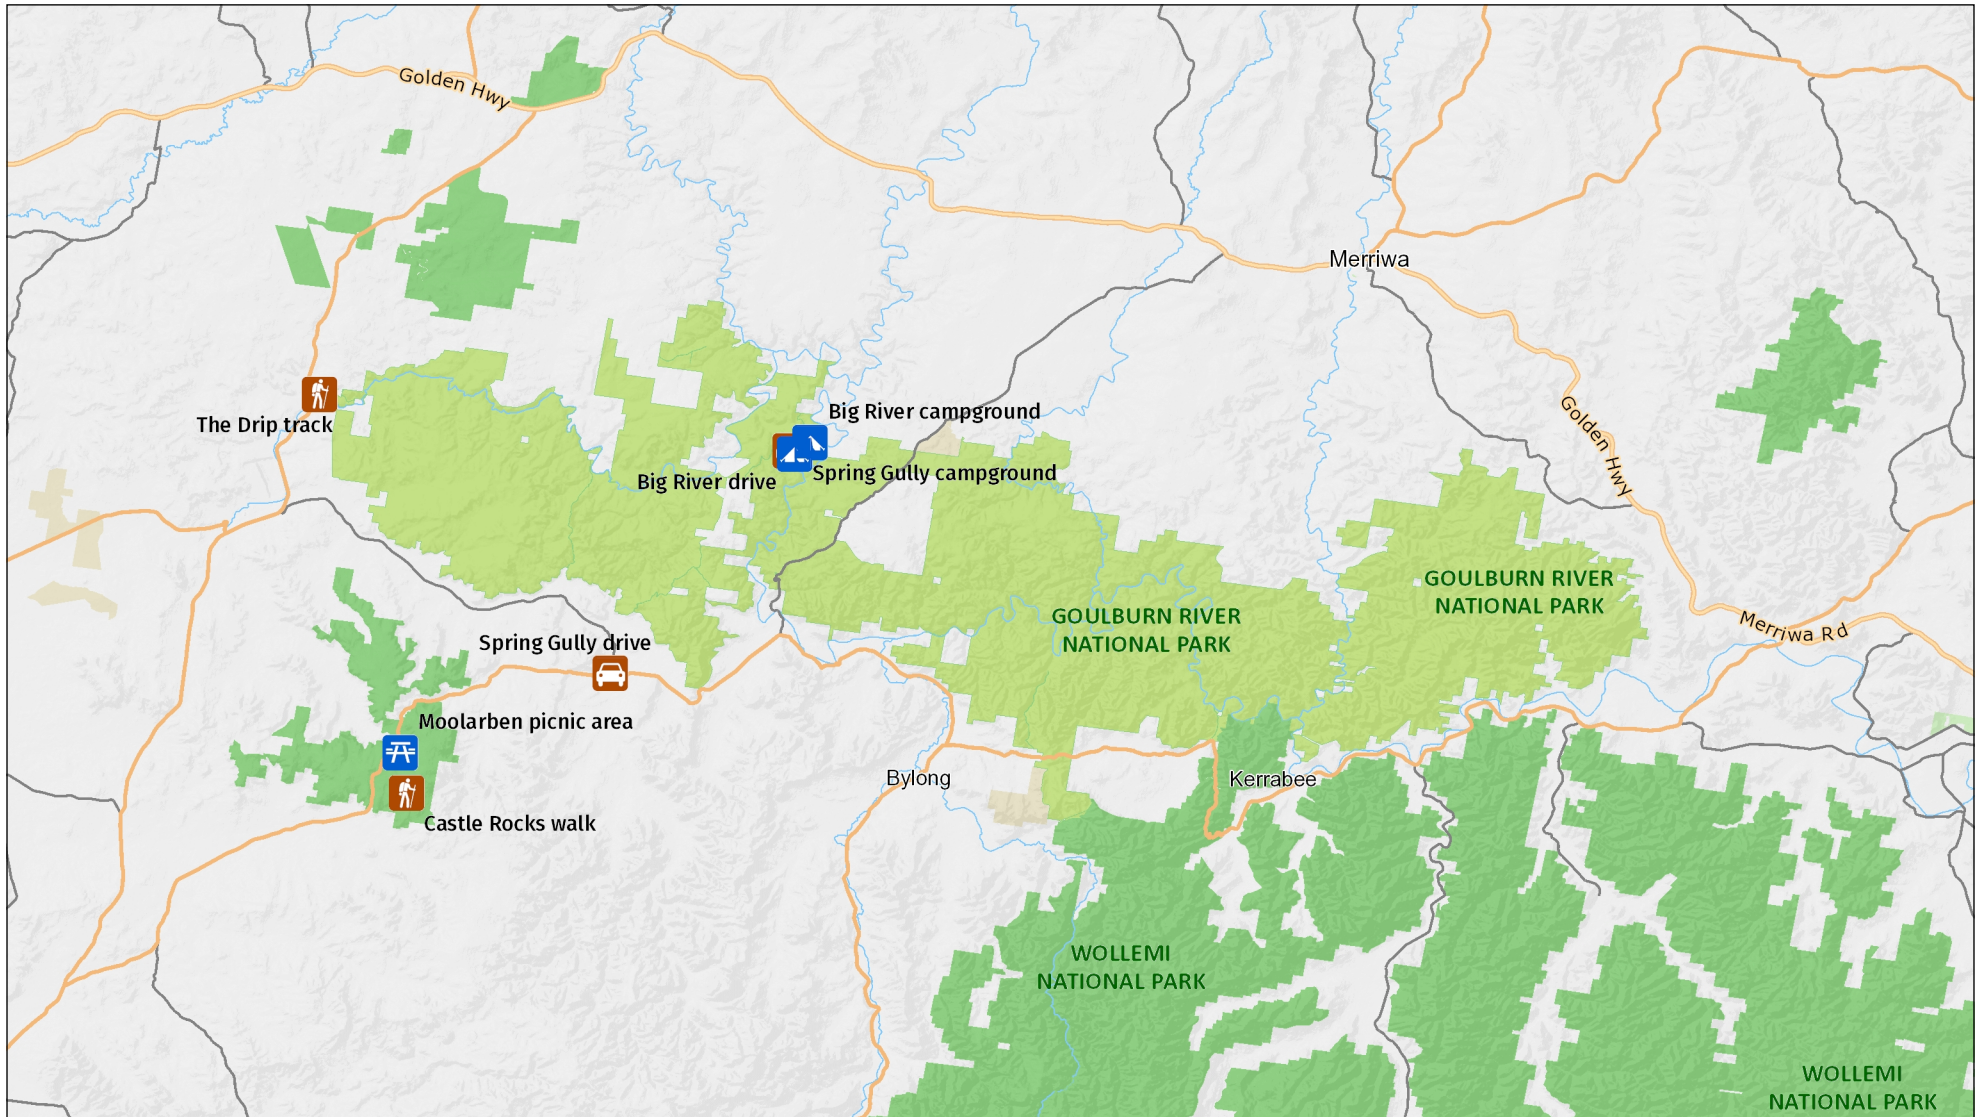 Golden Hwy
Merriwa
The Drip track
Big River campground
Golden Hwy
Big River drive
Spring Gully campground
GOULBURN RIVER
NATIONAL PARK
GOULBURN RIVER
NATIONAL PARK
Merriwa Rd
Spring Gully drive
Moolarben picnic area
Bylong
Kerrabee
Castle Rocks walk
WOLLEMI
NATIONAL PARK
WOLLEMI
NATIONAL PARK